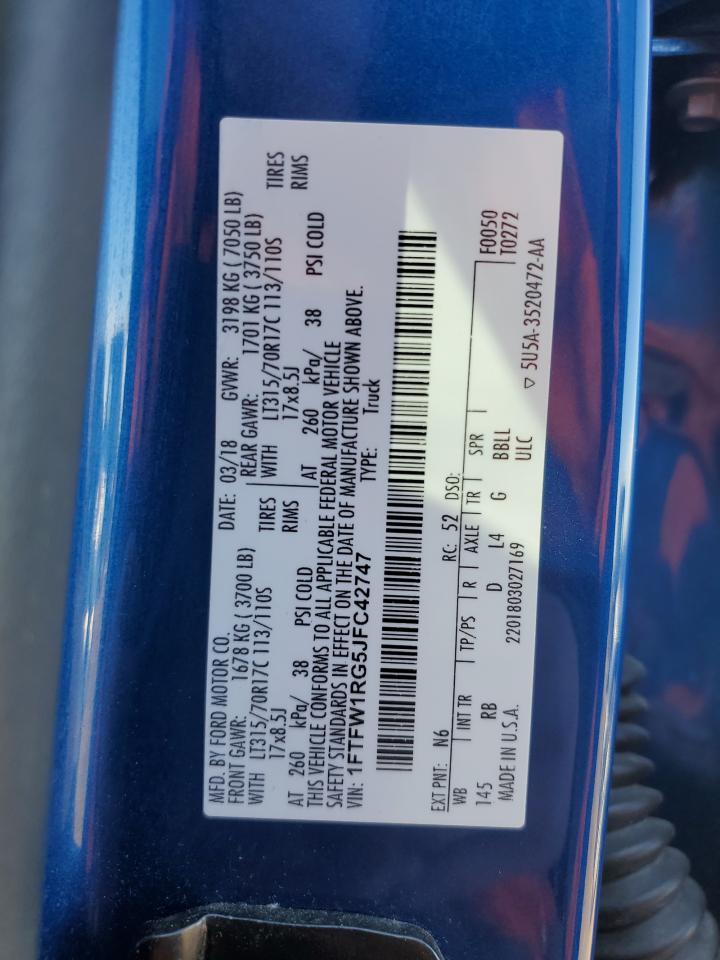 MFD. BY FORD MOTOR CO.
DATE: 03/18 GVWR: 3198 KG ( 7050 LB)
FRONT GAWR: 1678 KG ( 3700 LB) REAR GAWR: 1701 KG ( 3750 LB)
WITH LT315/70R17C 113/110S TIRES WITH LT315/70R17C 113/110S TIRES
17x8.5J RIMS 17x8.5J RIMS
AT 260 kPa/ 38 PSI COLD AT 260 kPa/ 38 PSI COLD
THIS VEHICLE CONFORMS TO ALL APPLICABLE FEDERAL MOTOR VEHICLE
SAFETY STANDARDS IN EFFECT ON THE DATE OF MANUFACTURE SHOWN ABOVE.
VIN: 1FTFW1RG5JFC42747 TYPE: Truck
EXT PNT: N6 RC: 52 DSO: F0050
WB INT TR TP/PS R AXLE TR SPR T0272
145 RB D L4 G BBLL
ULC
MADE IN U.S.A. 2201803027169 ▽ 5U5A-3520472-AA